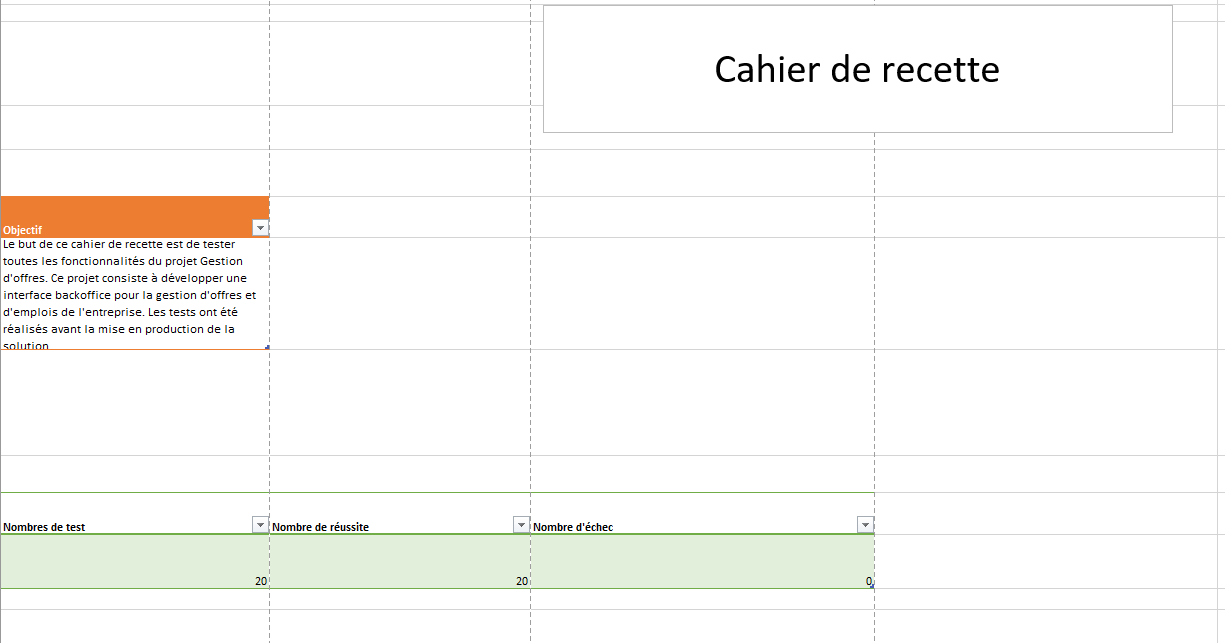 Cahier de recette
Objectif
Le but de ce cahier de recette est de tester
toutes les fonctionnalités du projet Gestion
d'offres. Ce projet consiste à développer une
interface backoffice pour la gestion d'offres et
d'emplois de l'entreprise. Les tests ont été
réalisés avant la mise en production de la
solution
Nombres de test Nombre de réussite Nombre d'échec
20 20 0